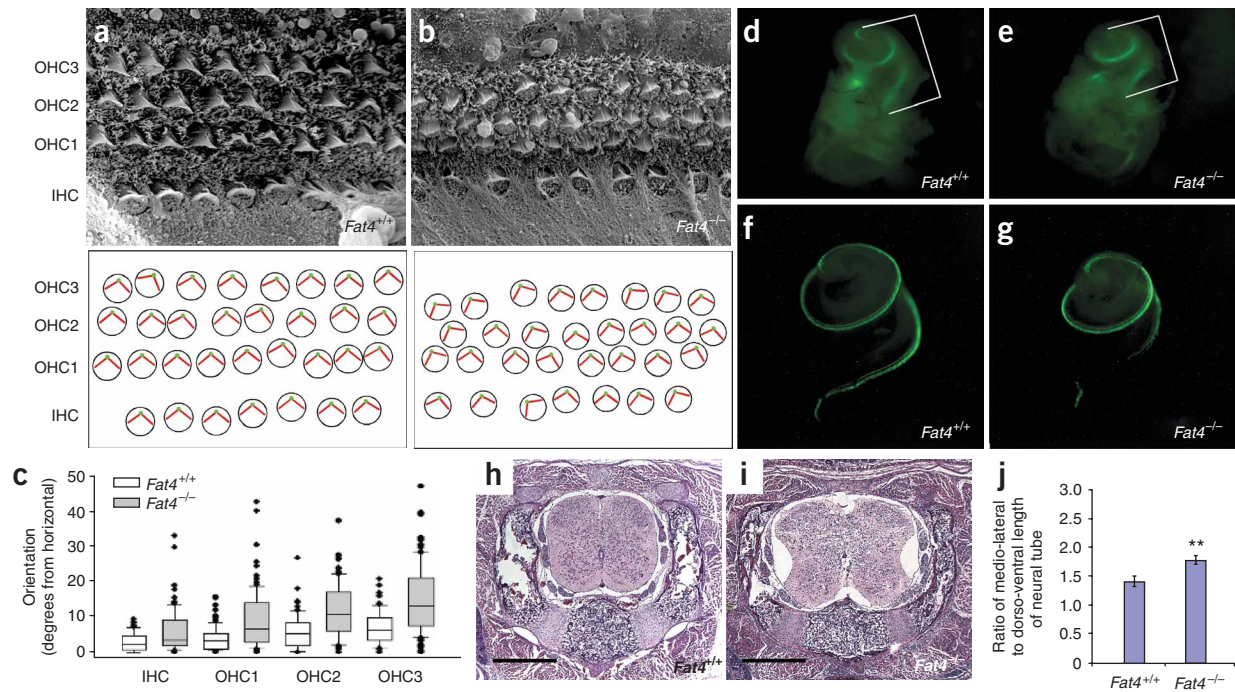 a
b
OHC3
OHC2
OHC1
IHC
Fat4+/+
Fat4–/–
OHC3
OHC2
OHC1
IHC
c
Orientation
(degrees from horizontal)
50
40
30
20
10
0
Fat4+/+
Fat4–/–
IHC
OHC1
OHC2
OHC3
d
Fat4+/+
e
Fat4–/–
f
Fat4+/+
g
Fat4–/–
h
Fat4+/+
i
Fat4–/–
j
Ratio of medio-lateral
to dorso-ventral length
of neural tube
3.0
2.5
2.0
1.5
1.0
0.5
0
**
Fat4+/+
Fat4–/–